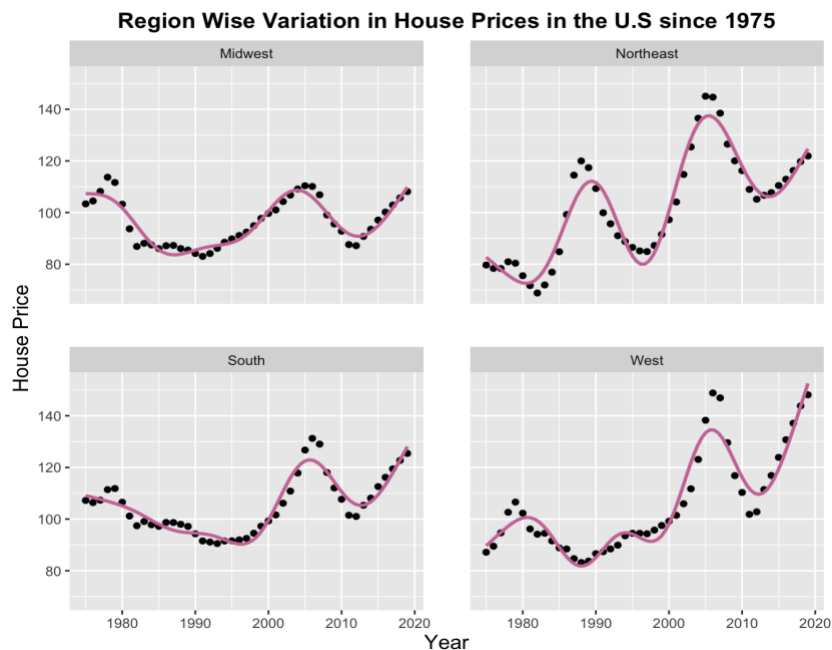 Region Wise Variation in House Prices in the U.S since 1975
Midwest
Northeast
140
120
100
80
House Price
South
West
140
120
100
80
1980 1990 2000 2010 2020
1980 1990 2000 2010 2020
Year